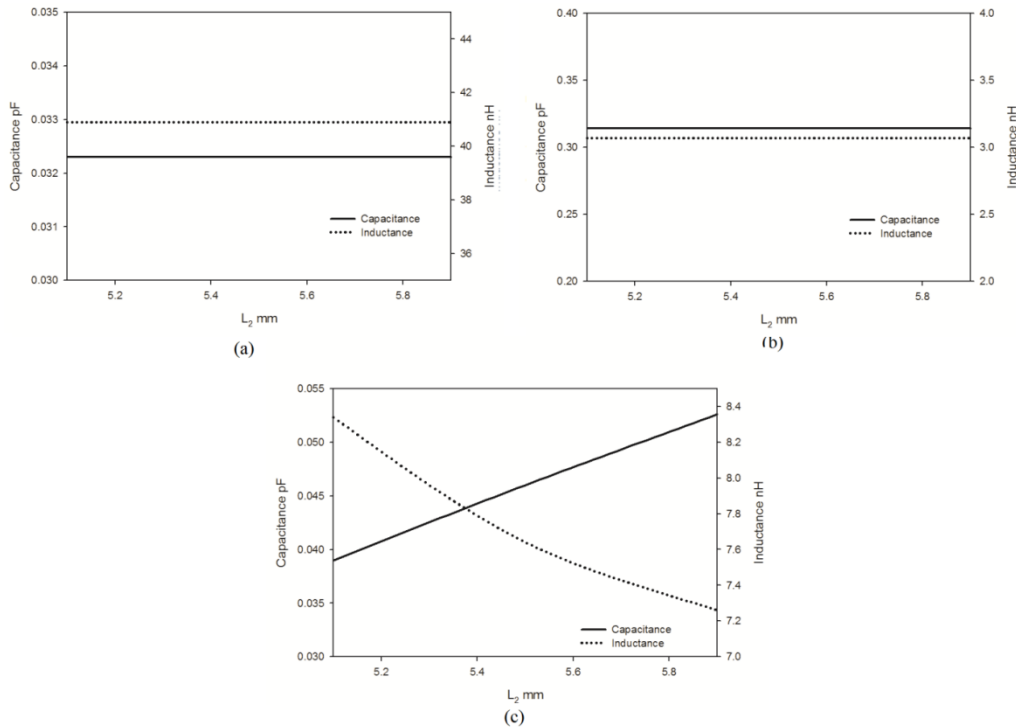 0.035
0.034
0.033
0.032
0.031
0.030
Capacitance pF
44
42
40
38
36
Inductance nH
Capacitance
Inductance
5.2 5.4 5.6 5.8
L2 mm
(a)
0.40
0.35
0.30
0.25
0.20
Capacitance pF
4.0
3.5
3.0
2.5
2.0
Inductance nH
Capacitance
Inductance
5.2 5.4 5.6 5.8
L2 mm
(b)
0.055
0.050
0.045
0.040
0.035
0.030
Capacitance pF
8.4
8.2
8.0
7.8
7.6
7.4
7.2
7.0
Inductance nH
Capacitance
Inductance
5.2 5.4 5.6 5.8
L2 mm
(c)